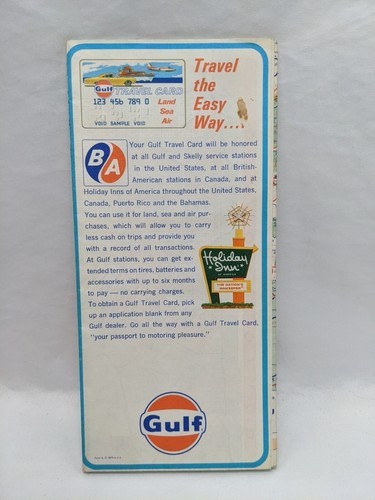 Gulf TRAVEL CARD
123 456 789 0
Land
Sea
Air
VOID SAMPLE VOID
Travel
the
Easy
Way....
BA
Your Gulf Travel Card will be honored
at all Gulf and Skelly service stations
in the United States, at all British-
American stations in Canada, and at
Holiday Inns of America throughout the United States,
Canada, Puerto Rico and the Bahamas.
You can use it for land, sea and air pur-
chases, which will allow you to carry
less cash on trips and provide you
with a record of all transactions.
At Gulf stations, you can get ex-
tended terms on tires, batteries and
accessories with up to six months
to pay — no carrying charges.
To obtain a Gulf Travel Card, pick
up an application blank from any
Gulf dealer. Go all the way with a Gulf Travel Card,
"your passport to motoring pleasure."
Holiday
Inn
Gulf